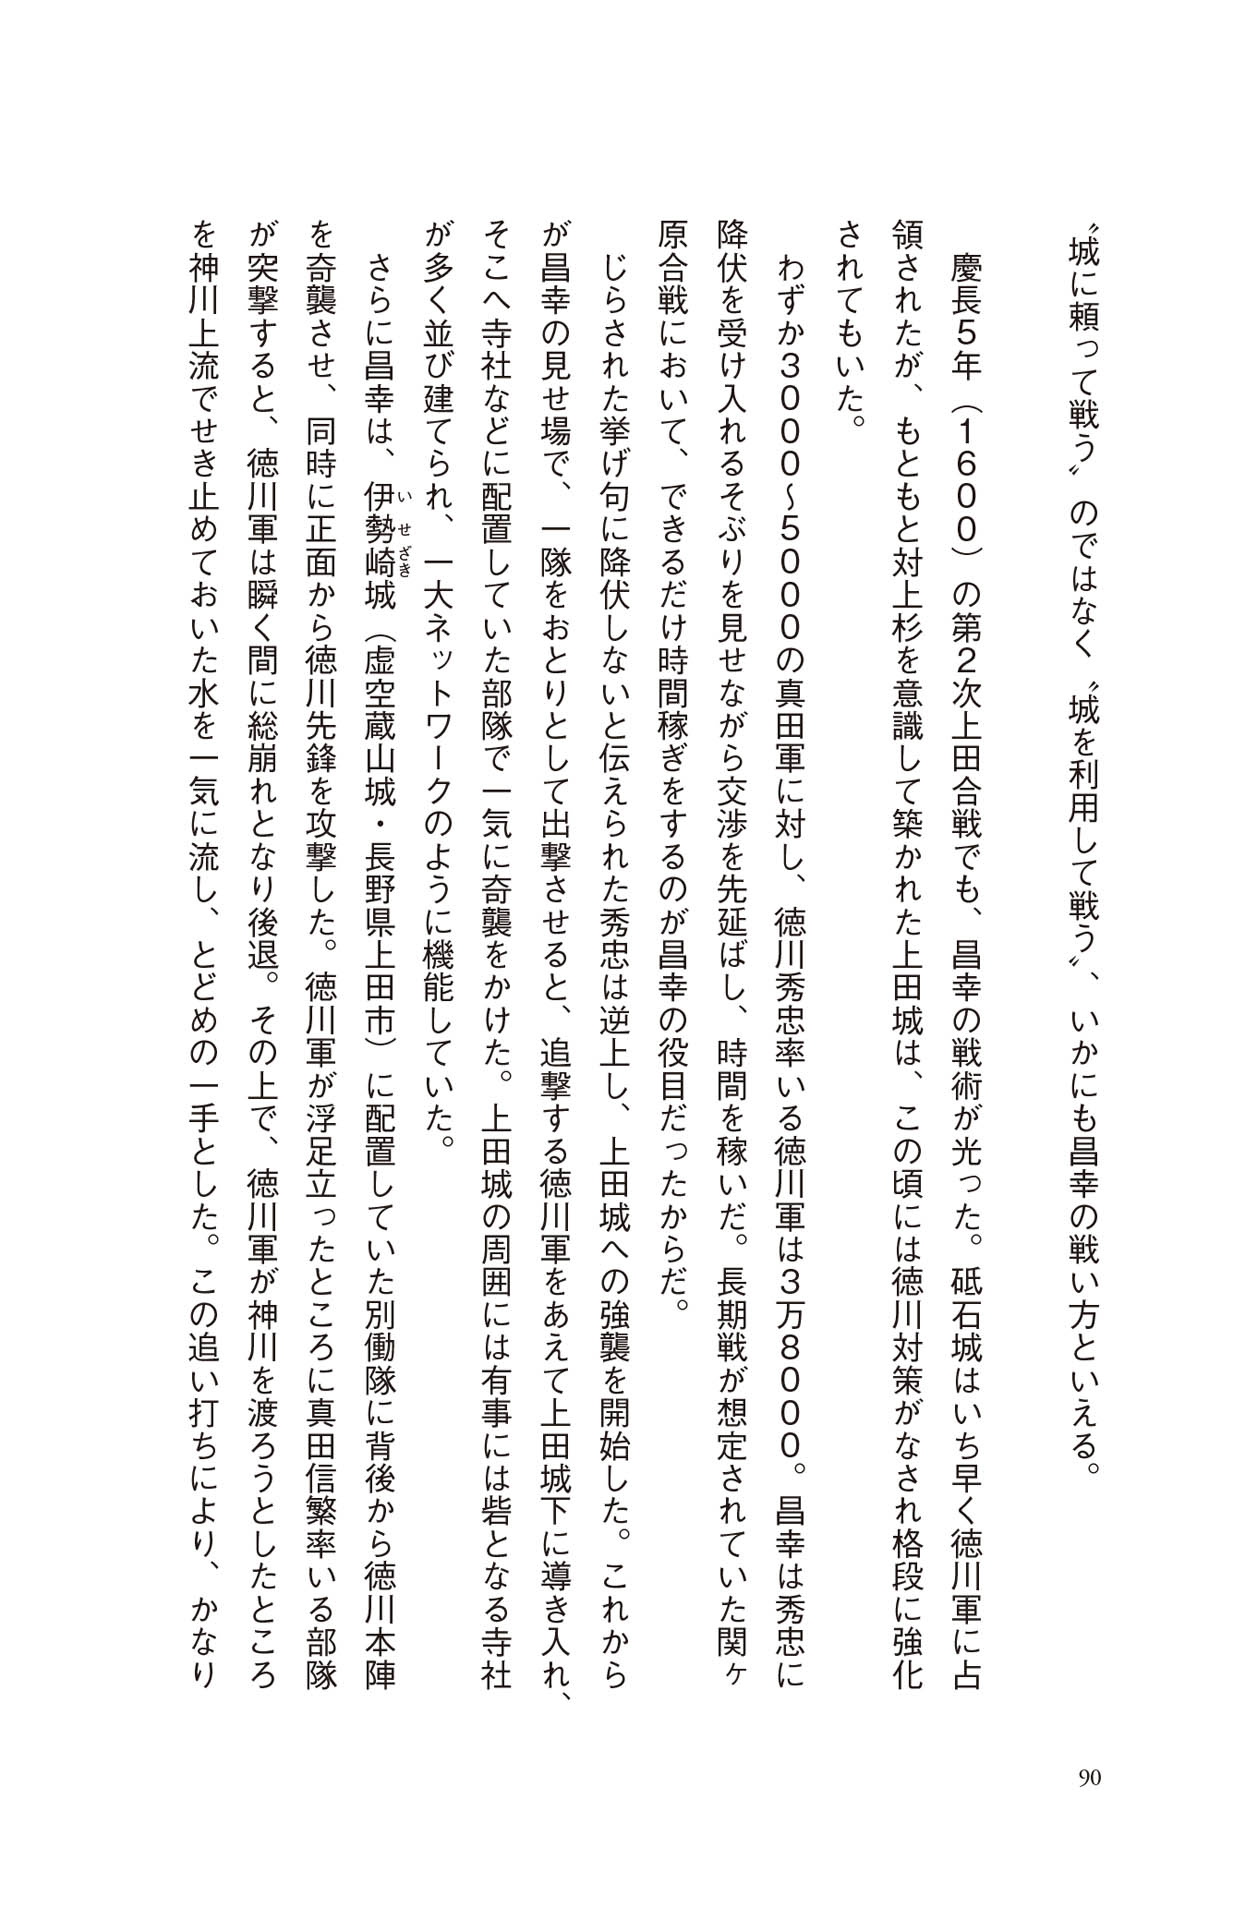 〝城に頼って戦う〟のではなく〝城を利用して戦う〟、いかにも昌幸の戦い方といえる。
慶長5年（1600）の第2次上田合戦でも、昌幸の戦術が光った。砥石城はいち早く徳川軍に占
領されたが、もともと対上杉を意識して築かれた上田城は、この頃には徳川対策がなされ格段に強化
されてもいた。
わずか3000〜5000の真田軍に対し、徳川秀忠率いる徳川軍は3万8000。昌幸は秀忠に
降伏を受け入れるそぶりを見せながら交渉を先延ばし、時間を稼いだ。長期戦が想定されていた関ヶ
原合戦において、できるだけ時間稼ぎをするのが昌幸の役目だったからだ。
じらされた挙げ句に降伏しないと伝えられた秀忠は逆上し、上田城への強襲を開始した。これから
が昌幸の見せ場で、一隊をおとりとして出撃させると、追撃する徳川軍をあえて上田城下に導き入れ、
そこへ寺社などに配置していた部隊で一気に奇襲をかけた。上田城の周囲には有事には砦となる寺社
が多く並び建てられ、一大ネットワークのように機能していた。
さらに昌幸は、伊勢崎城（虚空蔵山城・長野県上田市）に配置していた別働隊に背後から徳川本陣
いせざき
を奇襲させ、同時に正面から徳川先鋒を攻撃した。徳川軍が浮足立ったところに真田信繁率いる部隊
が突撃すると、徳川軍は瞬く間に総崩れとなり後退。その上で、徳川軍が神川を渡ろうとしたところ
を神川上流でせき止めておいた水を一気に流し、とどめの一手とした。この追い打ちにより、かなり
90